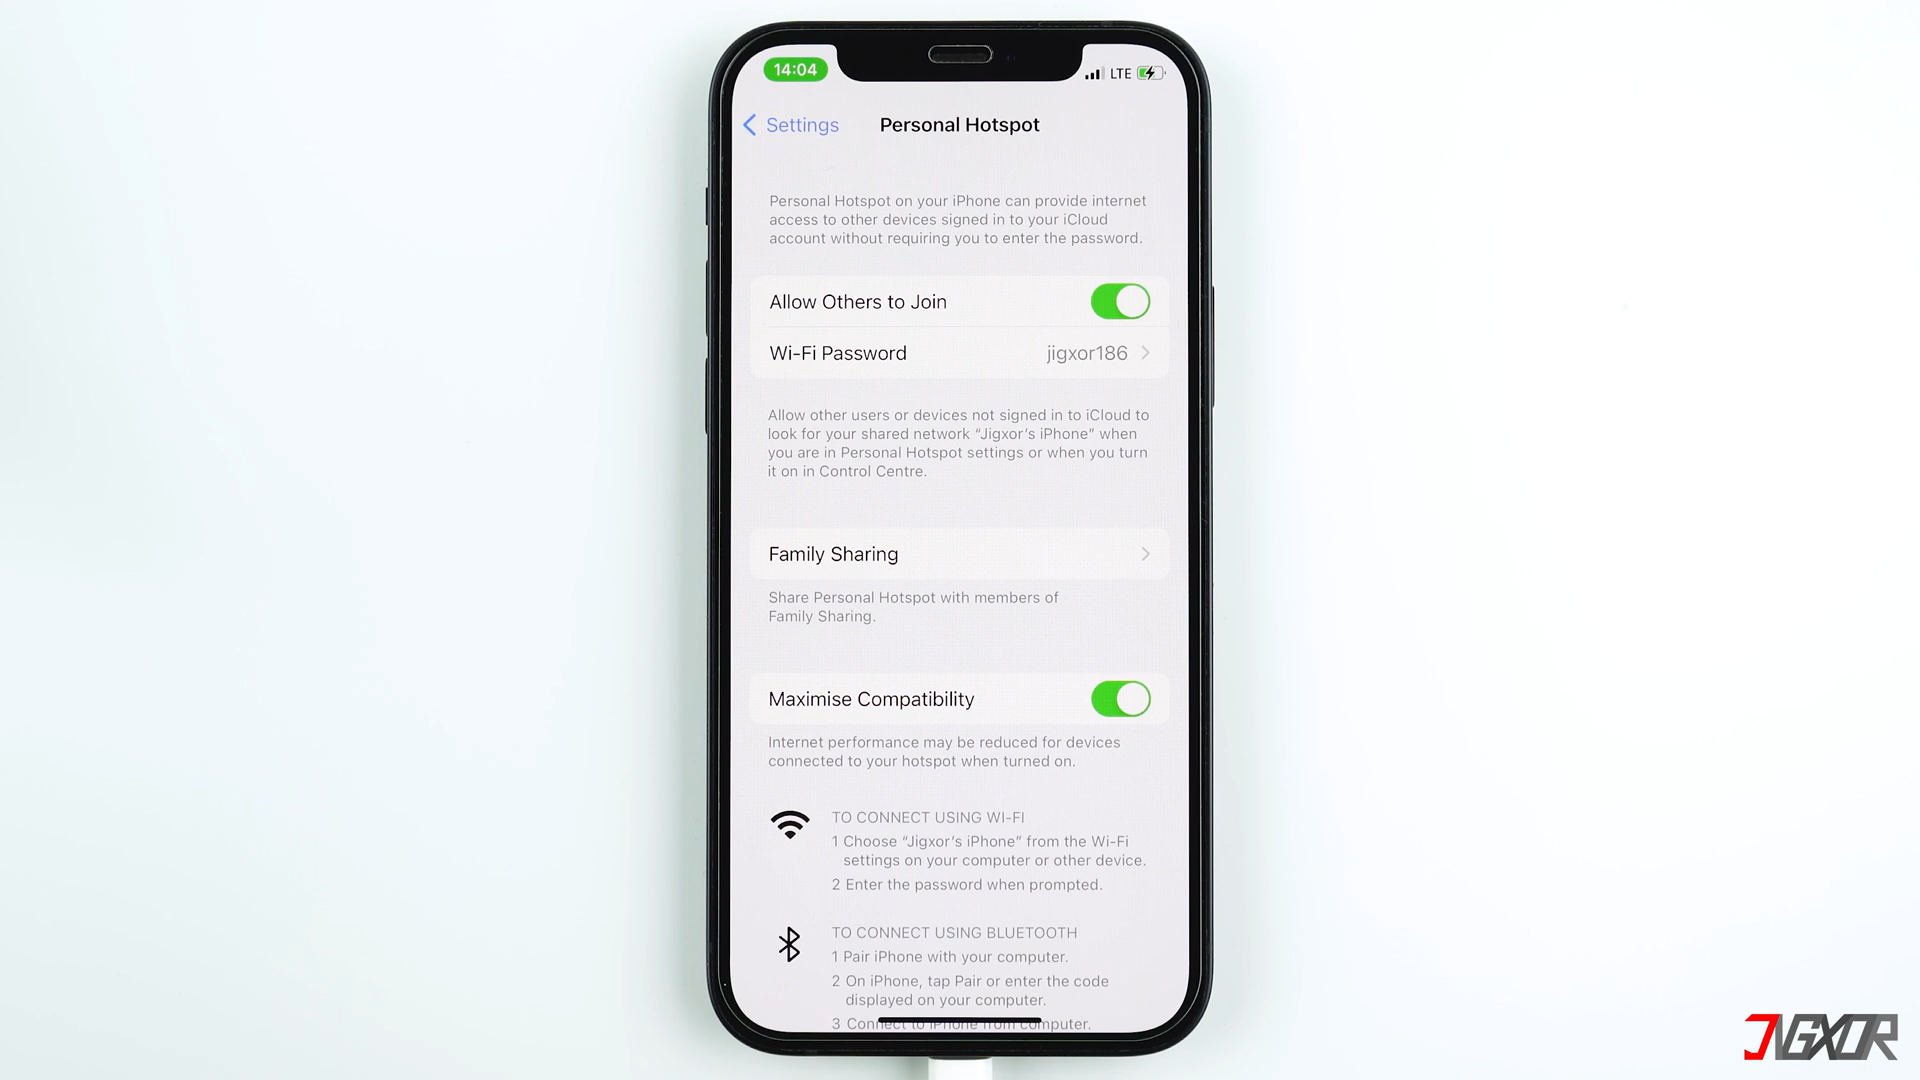 14:04
LTE
Settings
Personal Hotspot
Personal Hotspot on your iPhone can provide internet
access to other devices signed in to your iCloud
account without requiring you to enter the password.
Allow Others to Join
Wi-Fi Password jigxor186
Allow other users or devices not signed in to iCloud to
look for your shared network “Jigxor’s iPhone” when
you are in Personal Hotspot settings or when you turn
it on in Control Centre.
Family Sharing
Share Personal Hotspot with members of
Family Sharing.
Maximise Compatibility
Internet performance may be reduced for devices
connected to your hotspot when turned on.
TO CONNECT USING WI-FI
1 Choose “Jigxor’s iPhone” from the Wi-Fi
settings on your computer or other device.
2 Enter the password when prompted.
TO CONNECT USING BLUETOOTH
1 Pair iPhone with your computer.
2 On iPhone, tap Pair or enter the code
displayed on your computer.
3 Connect to iPhone from computer.
JIGXOR